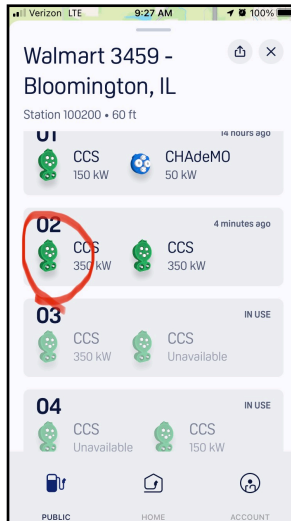 Verizon LTE 9:27 AM 100%
Walmart 3459 -
Bloomington, IL
Station 100200 • 60 ft
01 14 hours ago
CCS CHAdeMO
150 kW 50 kW
02 4 minutes ago
CCS CCS
350 kW 350 kW
03 IN USE
CCS CCS
350 kW Unavailable
04 IN USE
CCS CCS
Unavailable 150 kW
PUBLIC HOME ACCOUNT